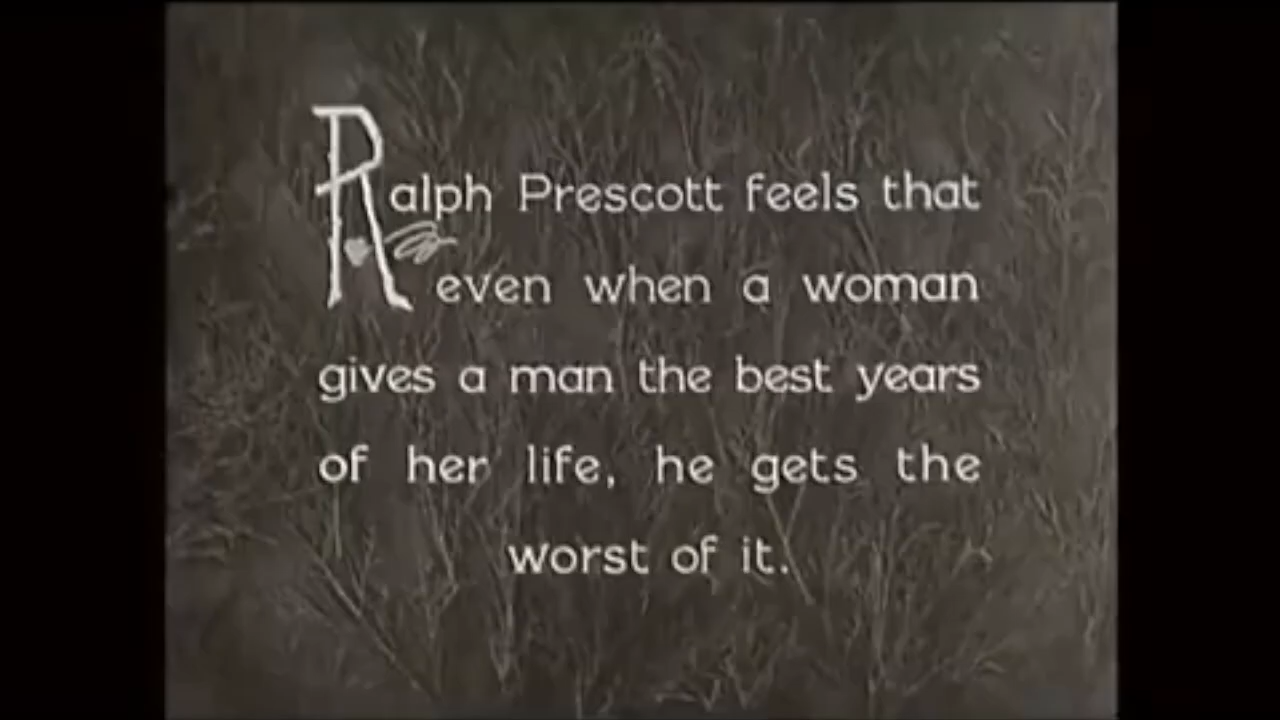 Ralph Prescott feels that
even when a woman
gives a man the best years
of her life, he gets the
worst of it.